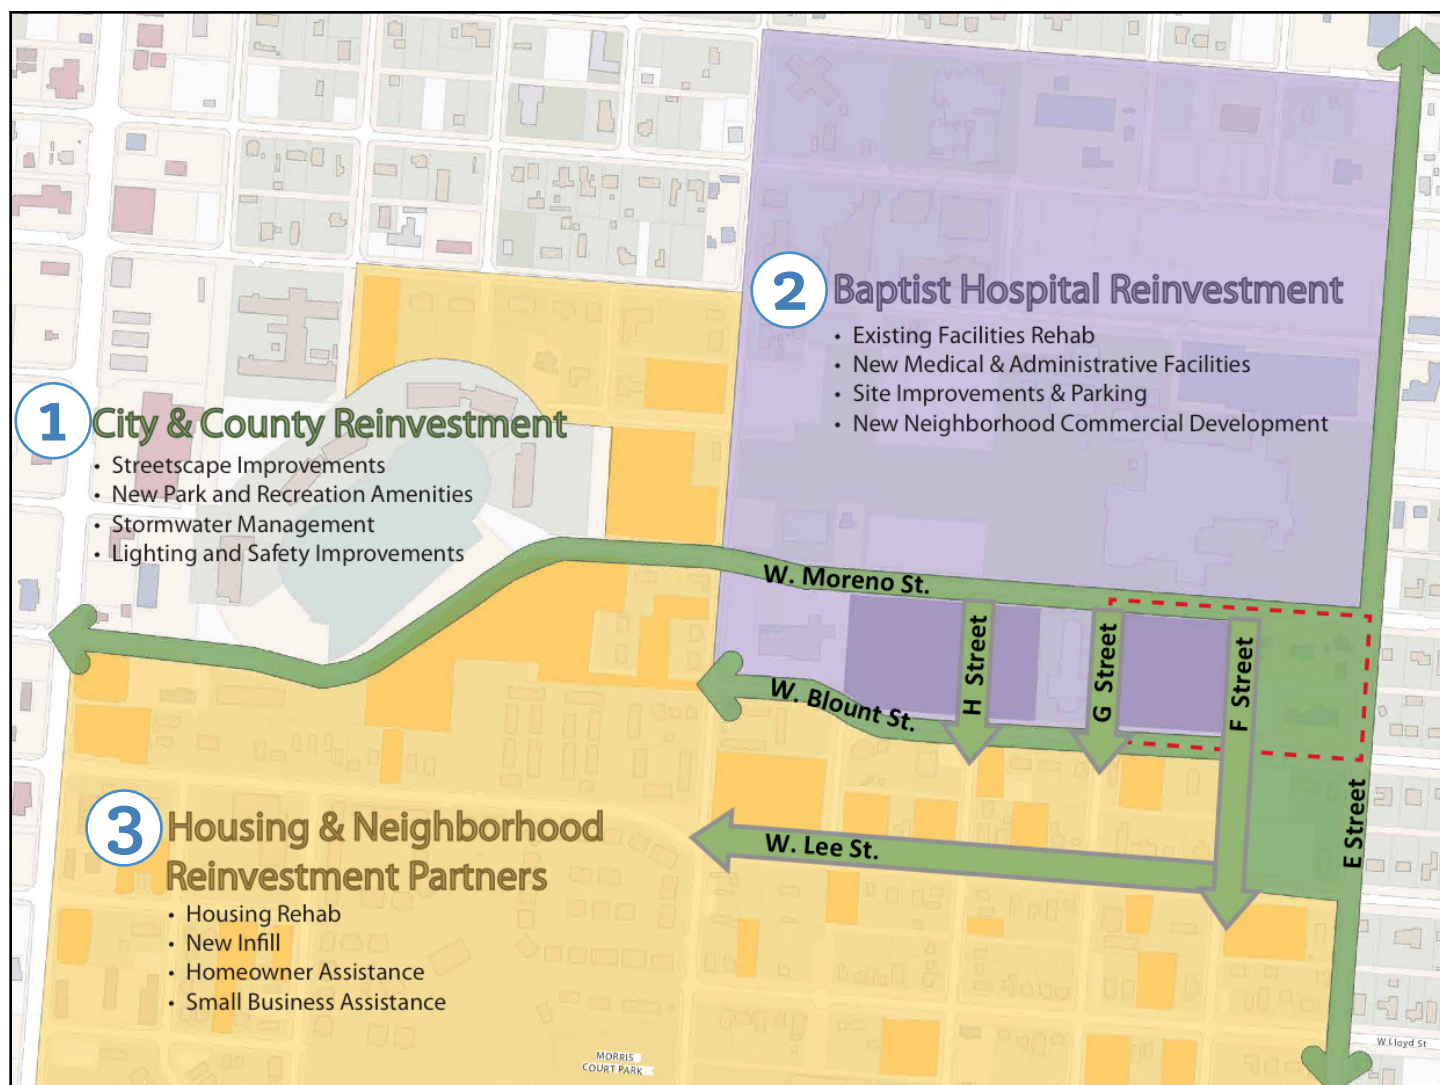 2 Baptist Hospital Reinvestment
• Existing Facilities Rehab
• New Medical & Administrative Facilities
• Site Improvements & Parking
• New Neighborhood Commercial Development
1 City & County Reinvestment
• Streetscape Improvements
• New Park and Recreation Amenities
• Stormwater Management
• Lighting and Safety Improvements
W. Moreno St.
H Street
G Street
F Street
W. Blount St.
E Street
W. Lee St.
3 Housing & Neighborhood
Reinvestment Partners
• Housing Rehab
• New Infill
• Homeowner Assistance
• Small Business Assistance
W Lloyd St
MORRIS
COURT PARK